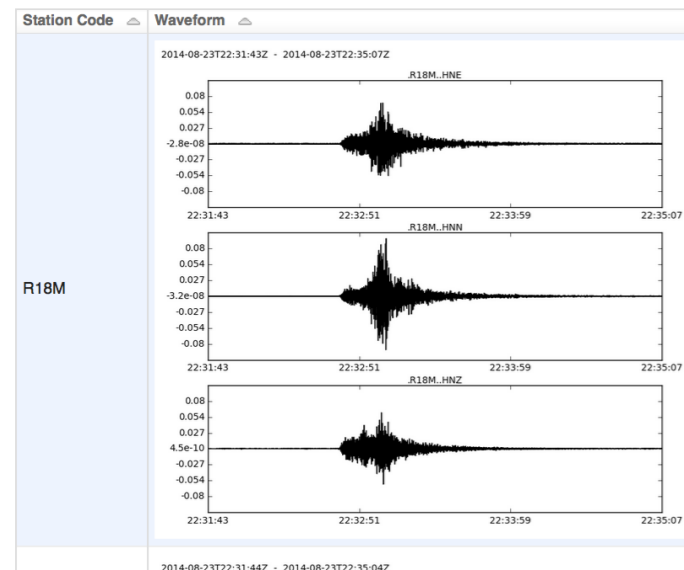 Station Code Waveform
2014-08-23T22:31:43Z - 2014-08-23T22:35:07Z
.R18M..HNE
0.08
0.054
0.027
-2.8e-08
-0.027
-0.054
-0.08
22:31:43 22:32:51 22:33:59 22:35:07
.R18M..HNN
0.08
0.054
0.027
-3.2e-08
-0.027
-0.054
-0.08
22:31:43 22:32:51 22:33:59 22:35:07
R18M
.R18M..HNZ
0.08
0.054
0.027
4.5e-10
-0.027
-0.054
-0.08
22:31:43 22:32:51 22:33:59 22:35:07
2014-08-23T22:31:44Z - 2014-08-23T22:35:04Z